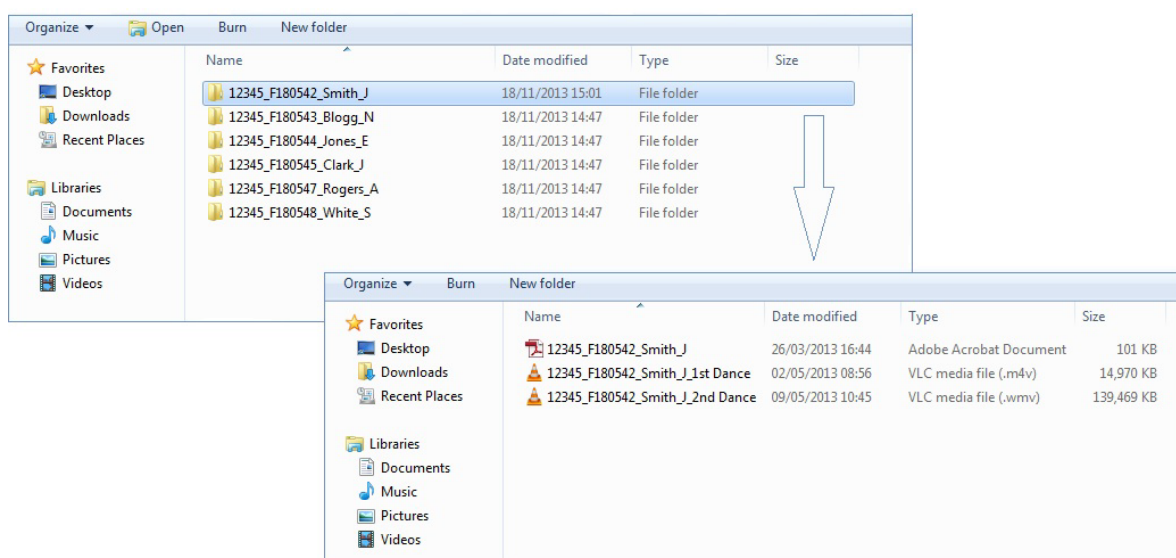 Organize Open Burn New folder
Name Date modified Type Size
Favorites
Desktop
Downloads
Recent Places
Libraries
Documents
Music
Pictures
Videos
12345_F180542_Smith_J 18/11/2013 15:01 File folder
12345_F180543_Blogg_N 18/11/2013 14:47 File folder
12345_F180544_Jones_E 18/11/2013 14:47 File folder
12345_F180545_Clark_J 18/11/2013 14:47 File folder
12345_F180547_Rogers_A 18/11/2013 14:47 File folder
12345_F180548_White_S 18/11/2013 14:47 File folder
Organize Burn New folder
Name Date modified Type Size
Favorites
Desktop
Downloads
Recent Places
Libraries
Documents
Music
Pictures
Videos
12345_F180542_Smith_J 26/03/2013 16:44 Adobe Acrobat Document 101 KB
12345_F180542_Smith_J_1st Dance 02/05/2013 08:56 VLC media file (.m4v) 14,970 KB
12345_F180542_Smith_J_2nd Dance 09/05/2013 10:45 VLC media file (.wmv) 139,469 KB